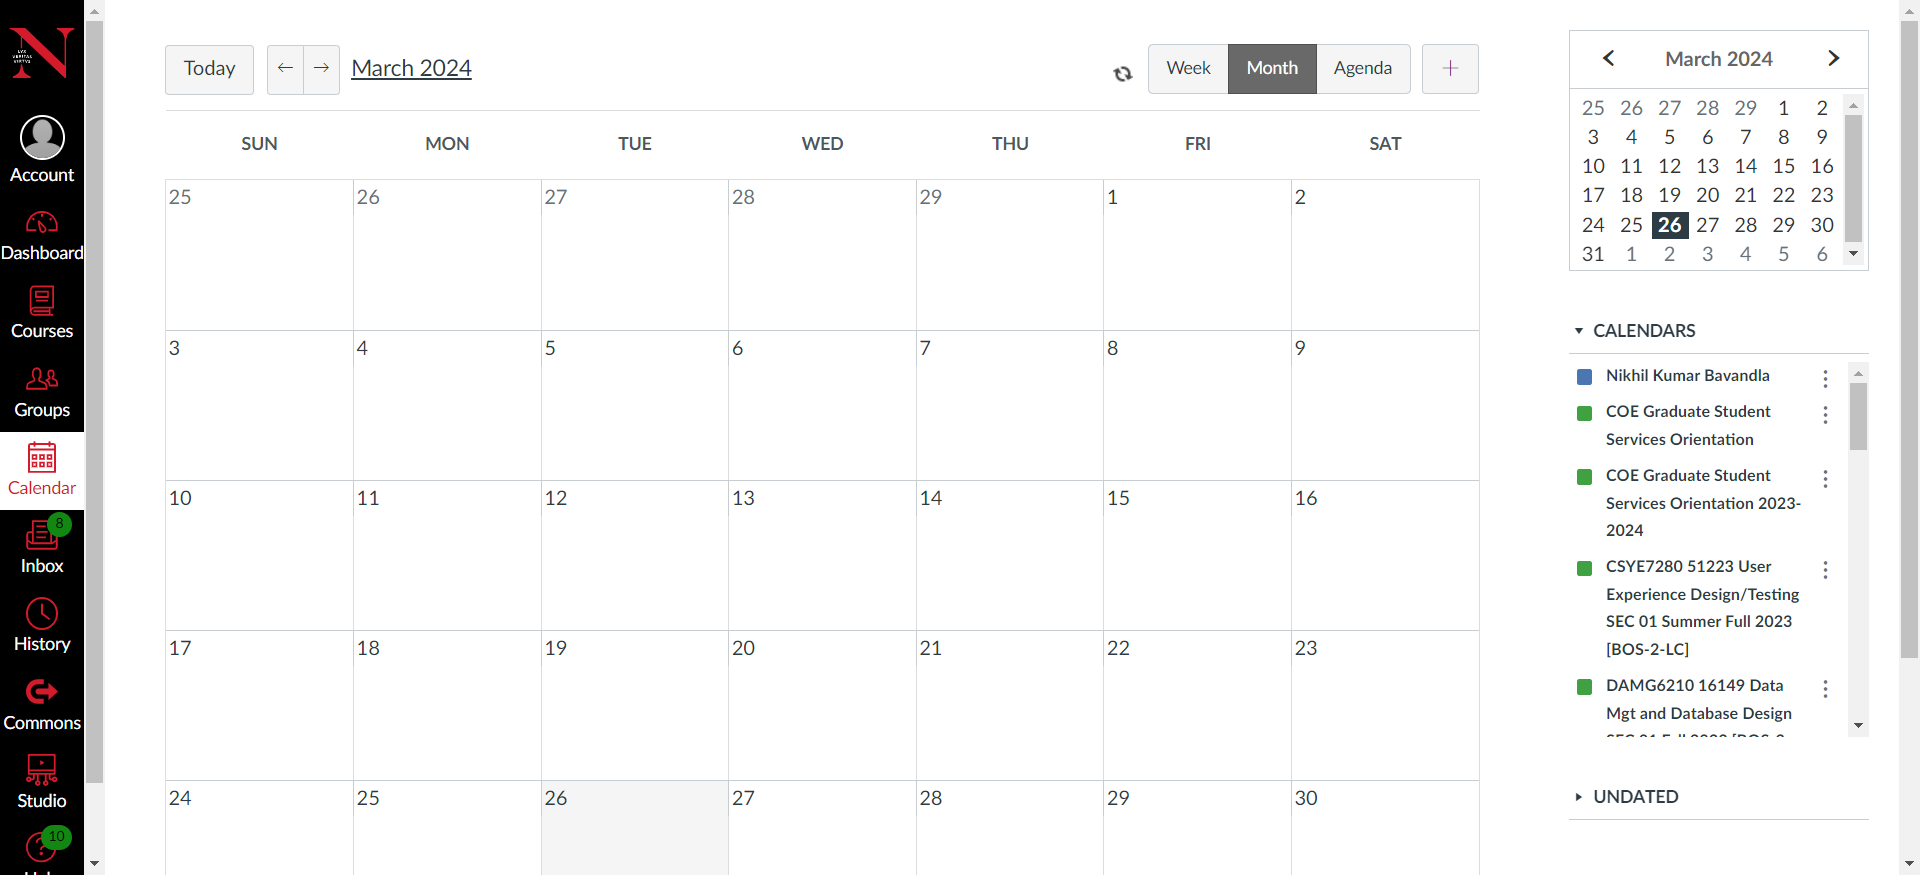 LVX
VERITAS
VIRTVS
Account
Dashboard
Courses
Groups
Calendar
8
Inbox
History
Commons
Studio
10
Today
March 2024
Week Month Agenda
SUN MON TUE WED THU FRI SAT
25 26 27 28 29 1 2
3 4 5 6 7 8 9
10 11 12 13 14 15 16
17 18 19 20 21 22 23
24 25 26 27 28 29 30
March 2024
25 26 27 28 29 1 2
3 4 5 6 7 8 9
10 11 12 13 14 15 16
17 18 19 20 21 22 23
24 25 26 27 28 29 30
31 1 2 3 4 5 6
CALENDARS
Nikhil Kumar Bavandla
COE Graduate Student
Services Orientation
COE Graduate Student
Services Orientation 2023-
2024
CSYE7280 51223 User
Experience Design/Testing
SEC 01 Summer Full 2023
[BOS-2-LC]
DAMG6210 16149 Data
Mgt and Database Design
UNDATED